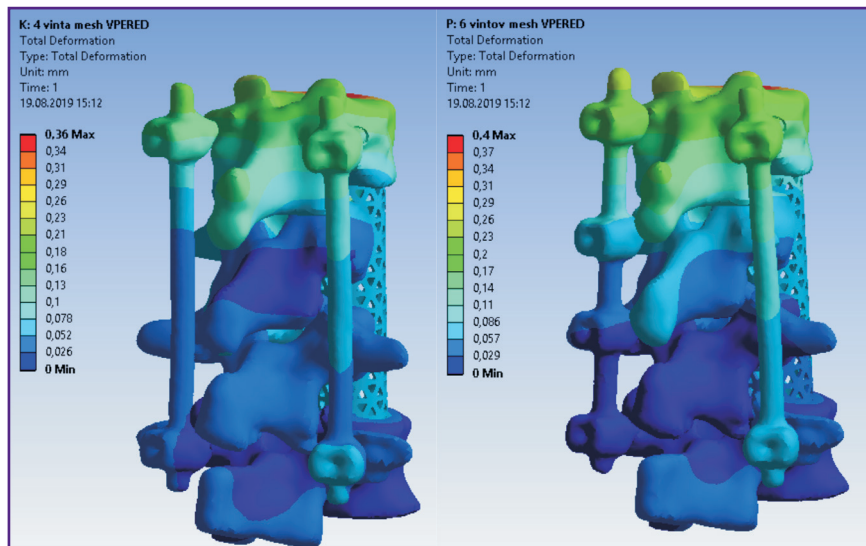 K: 4 vinta mesh VPERED
Total Deformation
Type: Total Deformation
Unit: mm
Time: 1
19.08.2019 15:12
0,36 Max
0,34
0,31
0,29
0,26
0,23
0,21
0,18
0,16
0,13
0,1
0,078
0,052
0,026
0 Min
P: 6 vintov mesh VPERED
Total Deformation
Type: Total Deformation
Unit: mm
Time: 1
19.08.2019 15:12
0,4 Max
0,37
0,34
0,31
0,29
0,26
0,23
0,2
0,17
0,14
0,11
0,086
0,057
0,029
0 Min